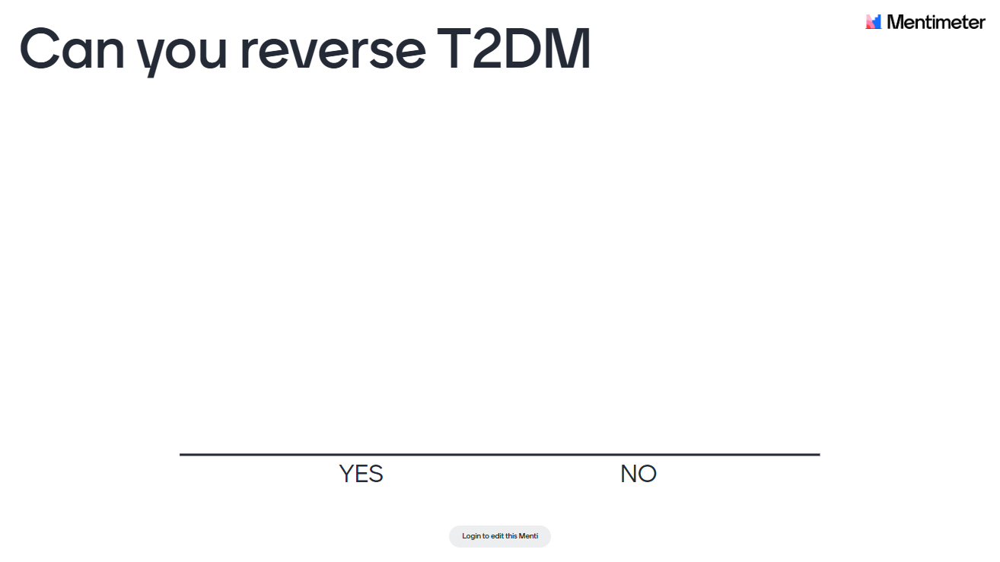 Mentimeter
Can you reverse T2DM
YES
NO
Login to edit this Menti